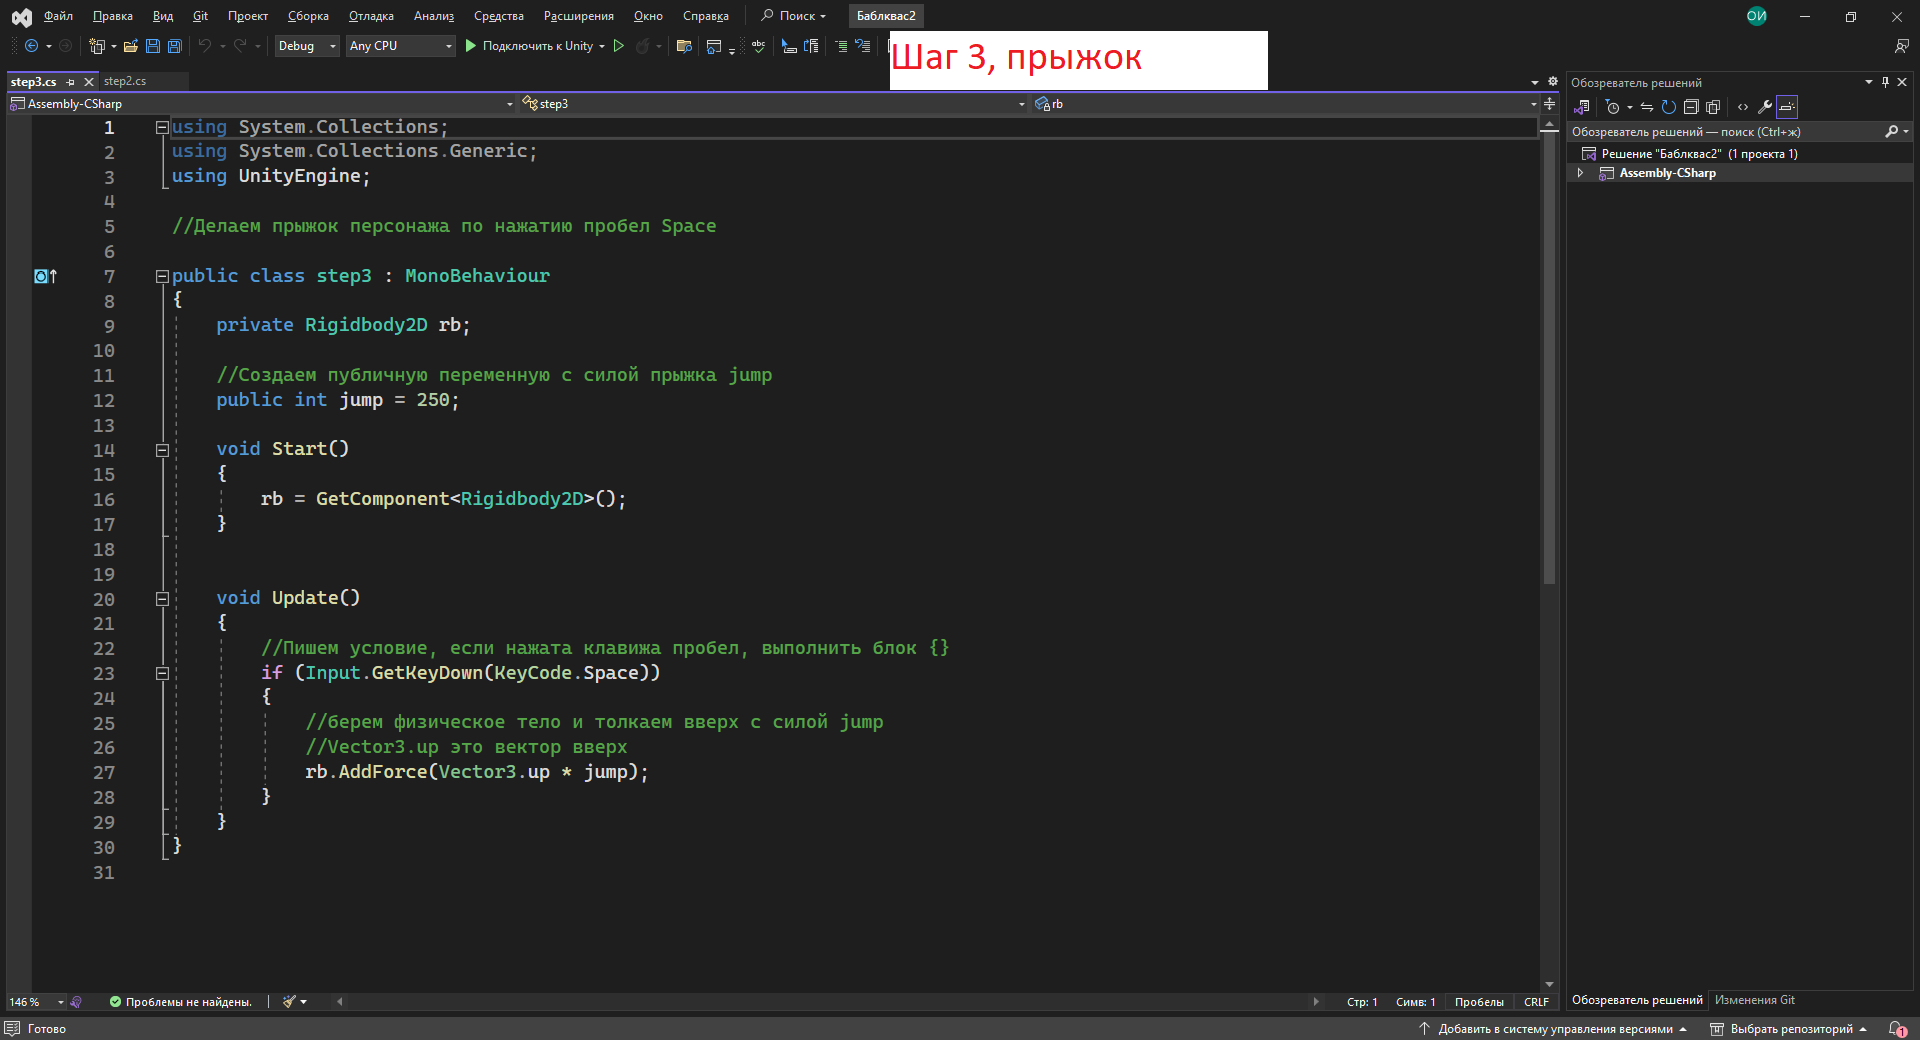 Файл Правка Вид Git Проект Сборка Отладка Анализ Средства Расширения Окно Справка Поиск Баблквас2 ОИ
Debug Any CPU Подключить к Unity abc
Шаг 3, прыжок
step3.cs step2.cs
Assembly-CSharp step3 rb
1 using System.Collections;
2 using System.Collections.Generic;
3 using UnityEngine;
4
5 //Делаем прыжок персонажа по нажатию пробел Space
6
7 public class step3 : MonoBehaviour
8 {
9 private Rigidbody2D rb;
10
11 //Создаем публичную переменную с силой прыжка jump
12 public int jump = 250;
13
14 void Start()
15 {
16 rb = GetComponent<Rigidbody2D>();
17 }
18
19
20 void Update()
21 {
22 //Пишем условие, если нажата клавижа пробел, выполнить блок {}
23 if (Input.GetKeyDown(KeyCode.Space))
24 {
25 //берем физическое тело и толкаем вверх с силой jump
26 //Vector3.up это вектор вверх
27 rb.AddForce(Vector3.up * jump);
28 }
29 }
30 }
31
146 % Проблемы не найдены. Стр: 1 Симв: 1 Пробелы CRLF
Обозреватель решений
Обозреватель решений — поиск (Ctrl+ж)
Решение "Баблквас2" (1 проекта 1)
Assembly-CSharp
Обозреватель решений Изменения Git
Готово Добавить в систему управления версиями Выбрать репозиторий 1